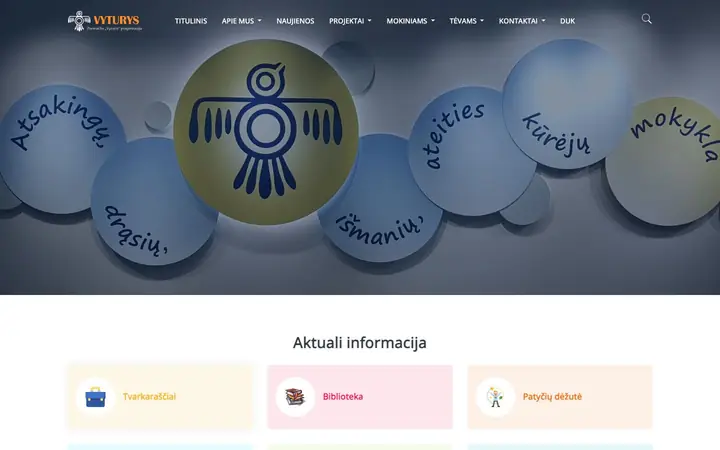 VYTURYS
TITULINIS
APIE MUS
NAUJIENOS
PROJEKTAI
MOKINIAMS
TĖVAMS
KONTAKTAI
DUK
Atsakingų,
drąsių,
išmanių,
ateities
kūrėjų
mokykla
Aktuali informacija
Tvarkaraščiai
Biblioteka
Patyčių dėžutė